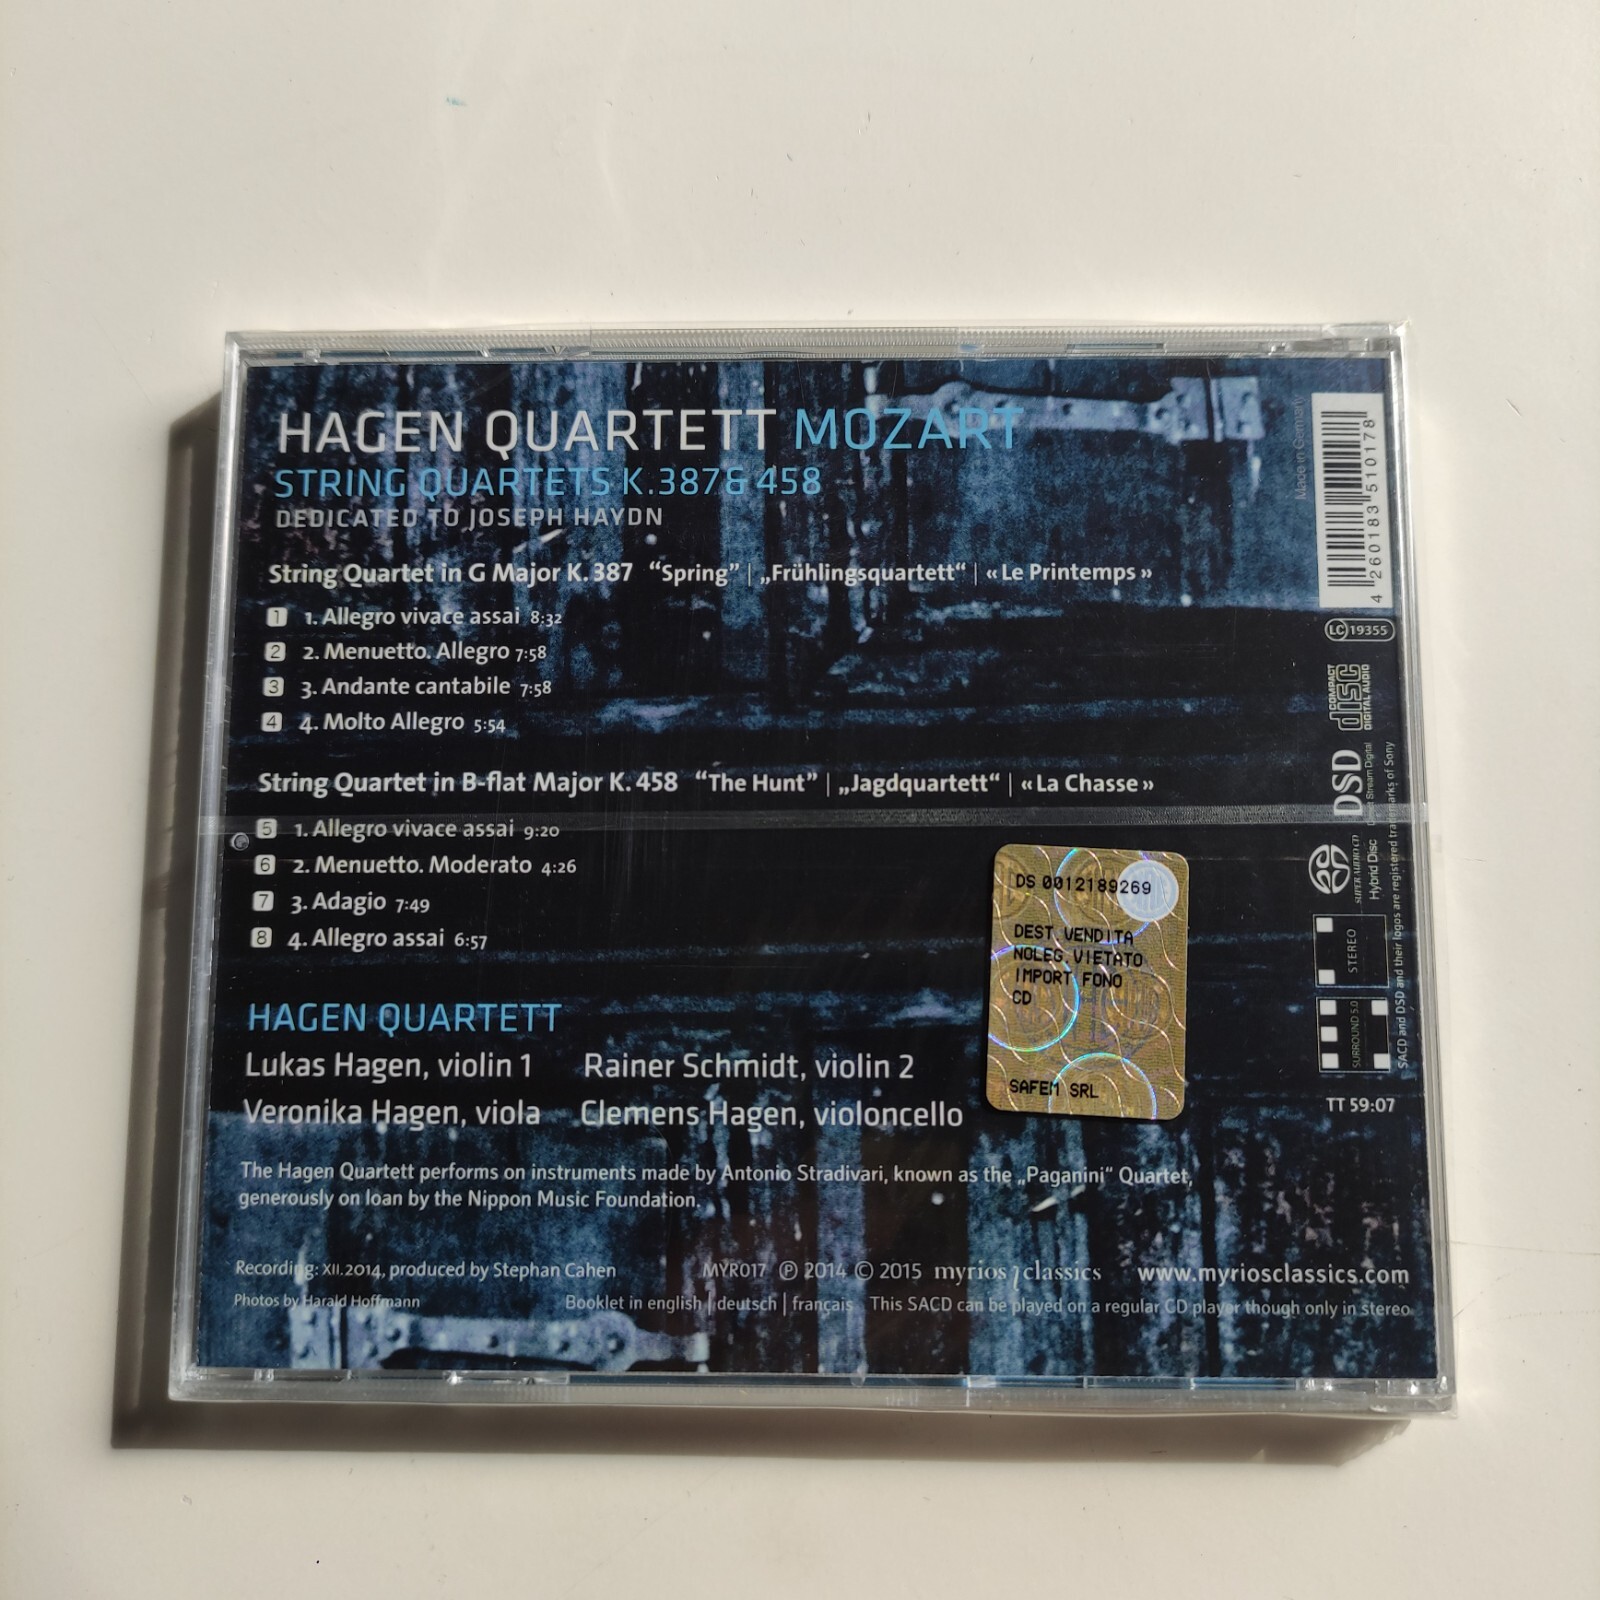 HAGEN QUARTETT MOZART
STRING QUARTETS K.387 & 458
DEDICATED TO JOSEPH HAYDN
String Quartet in G Major K. 387 “Spring” | „Frühlingsquartett“ | « Le Printemps »
1 1. Allegro vivace assai 8:32
2 2. Menuetto. Allegro 7:58
3 3. Andante cantabile 7:58
4 4. Molto Allegro 5:54
String Quartet in B-flat Major K. 458 “The Hunt” | „Jagdquartett“ | « La Chasse »
5 1. Allegro vivace assai 9:20
6 2. Menuetto. Moderato 4:26
7 3. Adagio 7:49
8 4. Allegro assai 6:57
HAGEN QUARTETT
Lukas Hagen, violin 1 Rainer Schmidt, violin 2
Veronika Hagen, viola Clemens Hagen, violoncello
The Hagen Quartett performs on instruments made by Antonio Stradivari, known as the „Paganini“ Quartet,
generously on loan by the Nippon Music Foundation.
Recording: XII.2014, produced by Stephan Cahen MYR017 ℗ 2014 © 2015 myrios classics www.myriosclassics.com
Photos by Harald Hoffmann Booklet in english | deutsch | français This SACD can be played on a regular CD player though only in stereo
DS 0012189269
DEST.VENDITA
NOLEG.VIETATO
IMPORT FONO
CD
SAFEM SRL
Made in Germany
4 260183 510178
LC 19355
COMPACT
disc
DIGITAL AUDIO
DSD
Direct Stream Digital
SUPER AUDIO CD
Hybrid Disc
SACD and DSD and their logos are registered trademarks of Sony
STEREO
SURROUND 5.0
TT 59:07